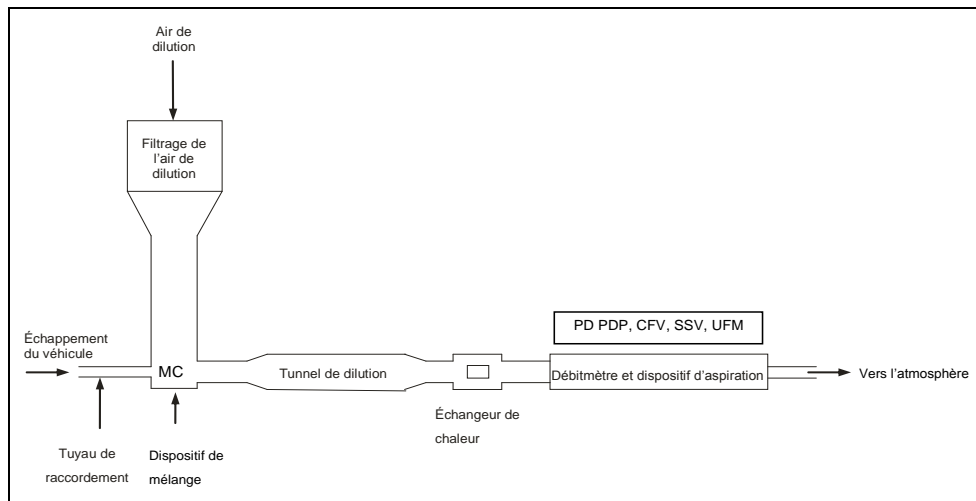 Air de
dilution
Filtrage de
l'air de
dilution
PD PDP, CFV, SSV, UFM
Échappement
du véhicule
MC
Tunnel de dilution
Débitmètre et dispositif d'aspiration
Vers l'atmosphère
Échangeur de
chaleur
Tuyau de
raccordement
Dispositif de
mélange